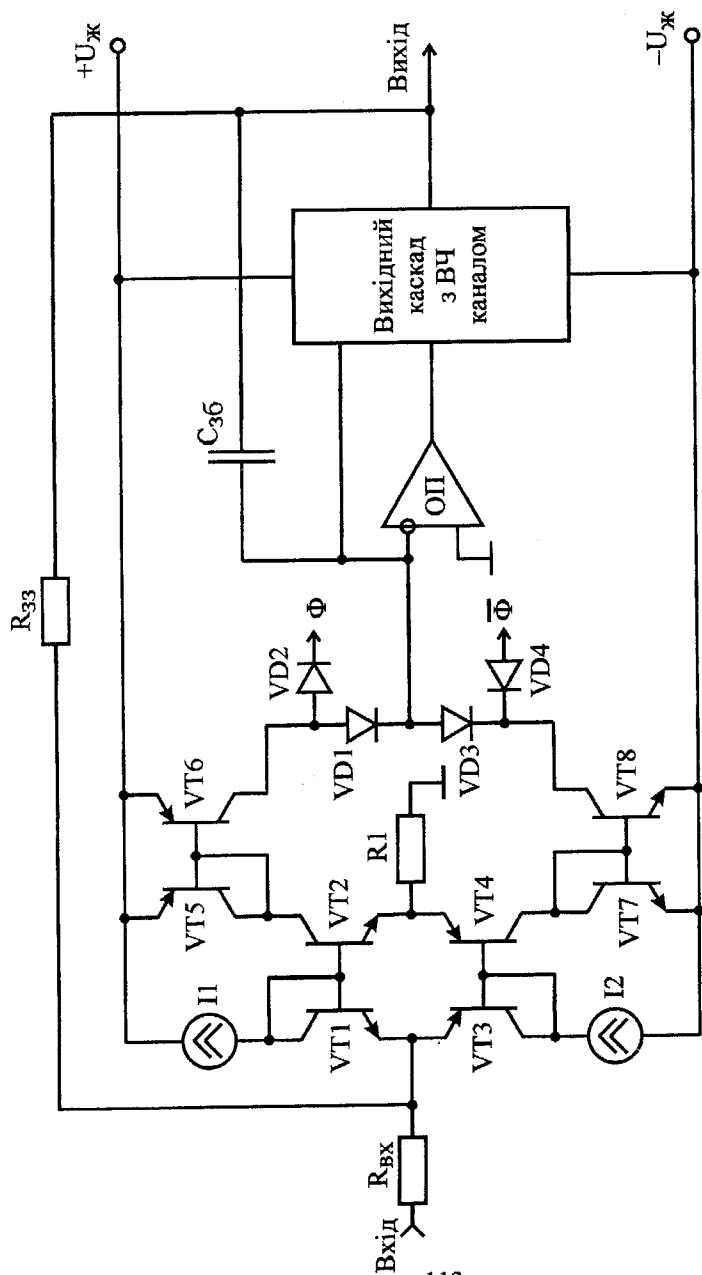 +Uж
−Uж
Rзз
Cзб
Вихід
Вихідний
каскад
з ВЧ
каналом
ОП
VD2
Ф
VD1
VD3
Ф̅
VD4
VT6
VT5
VT2
R1
VT4
VT8
VT7
I1
VT1
VT3
I2
Rвх
Вхід